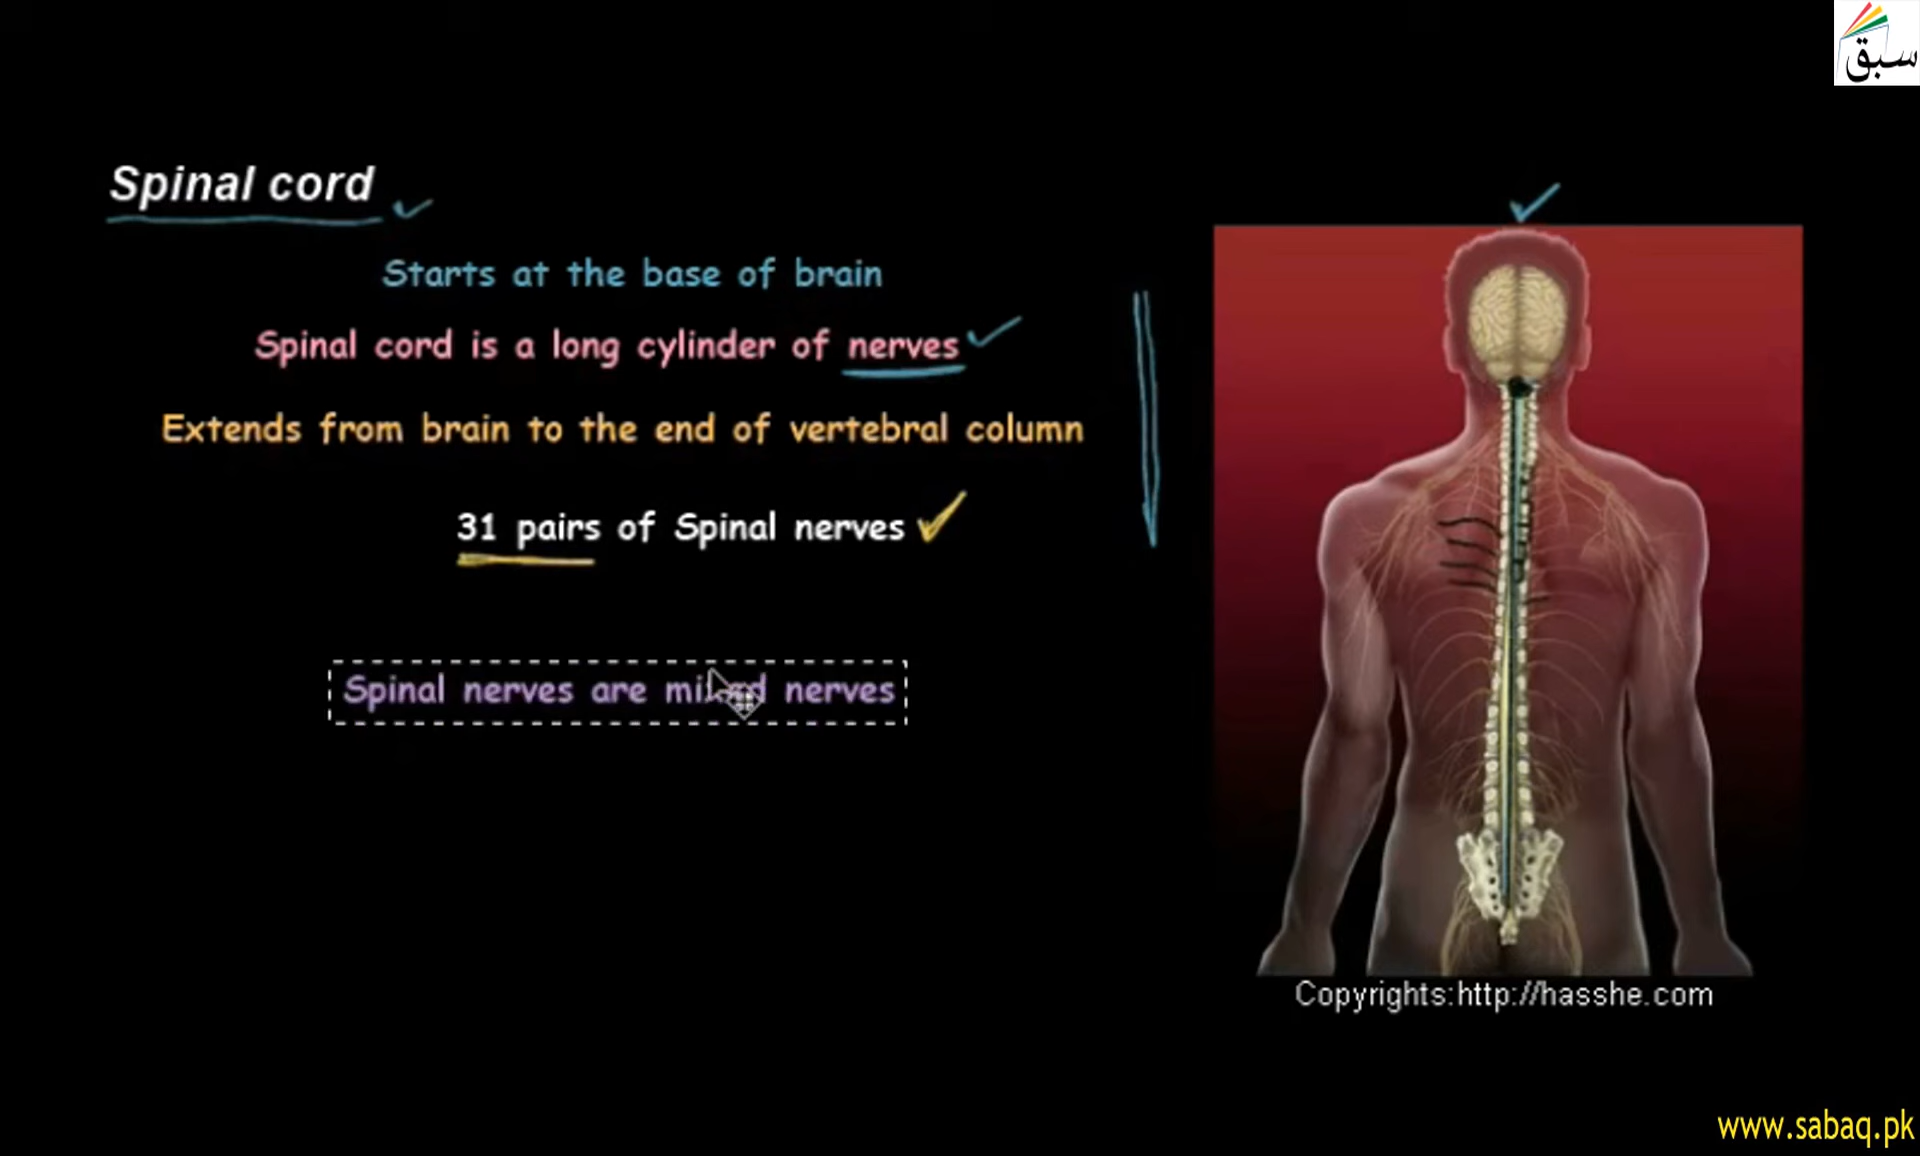 سبق
Spinal cord
Starts at the base of brain
Spinal cord is a long cylinder of nerves
Extends from brain to the end of vertebral column
31 pairs of Spinal nerves
Spinal nerves are mixed nerves
Copyrights:http://hasshe.com
www.sabaq.pk